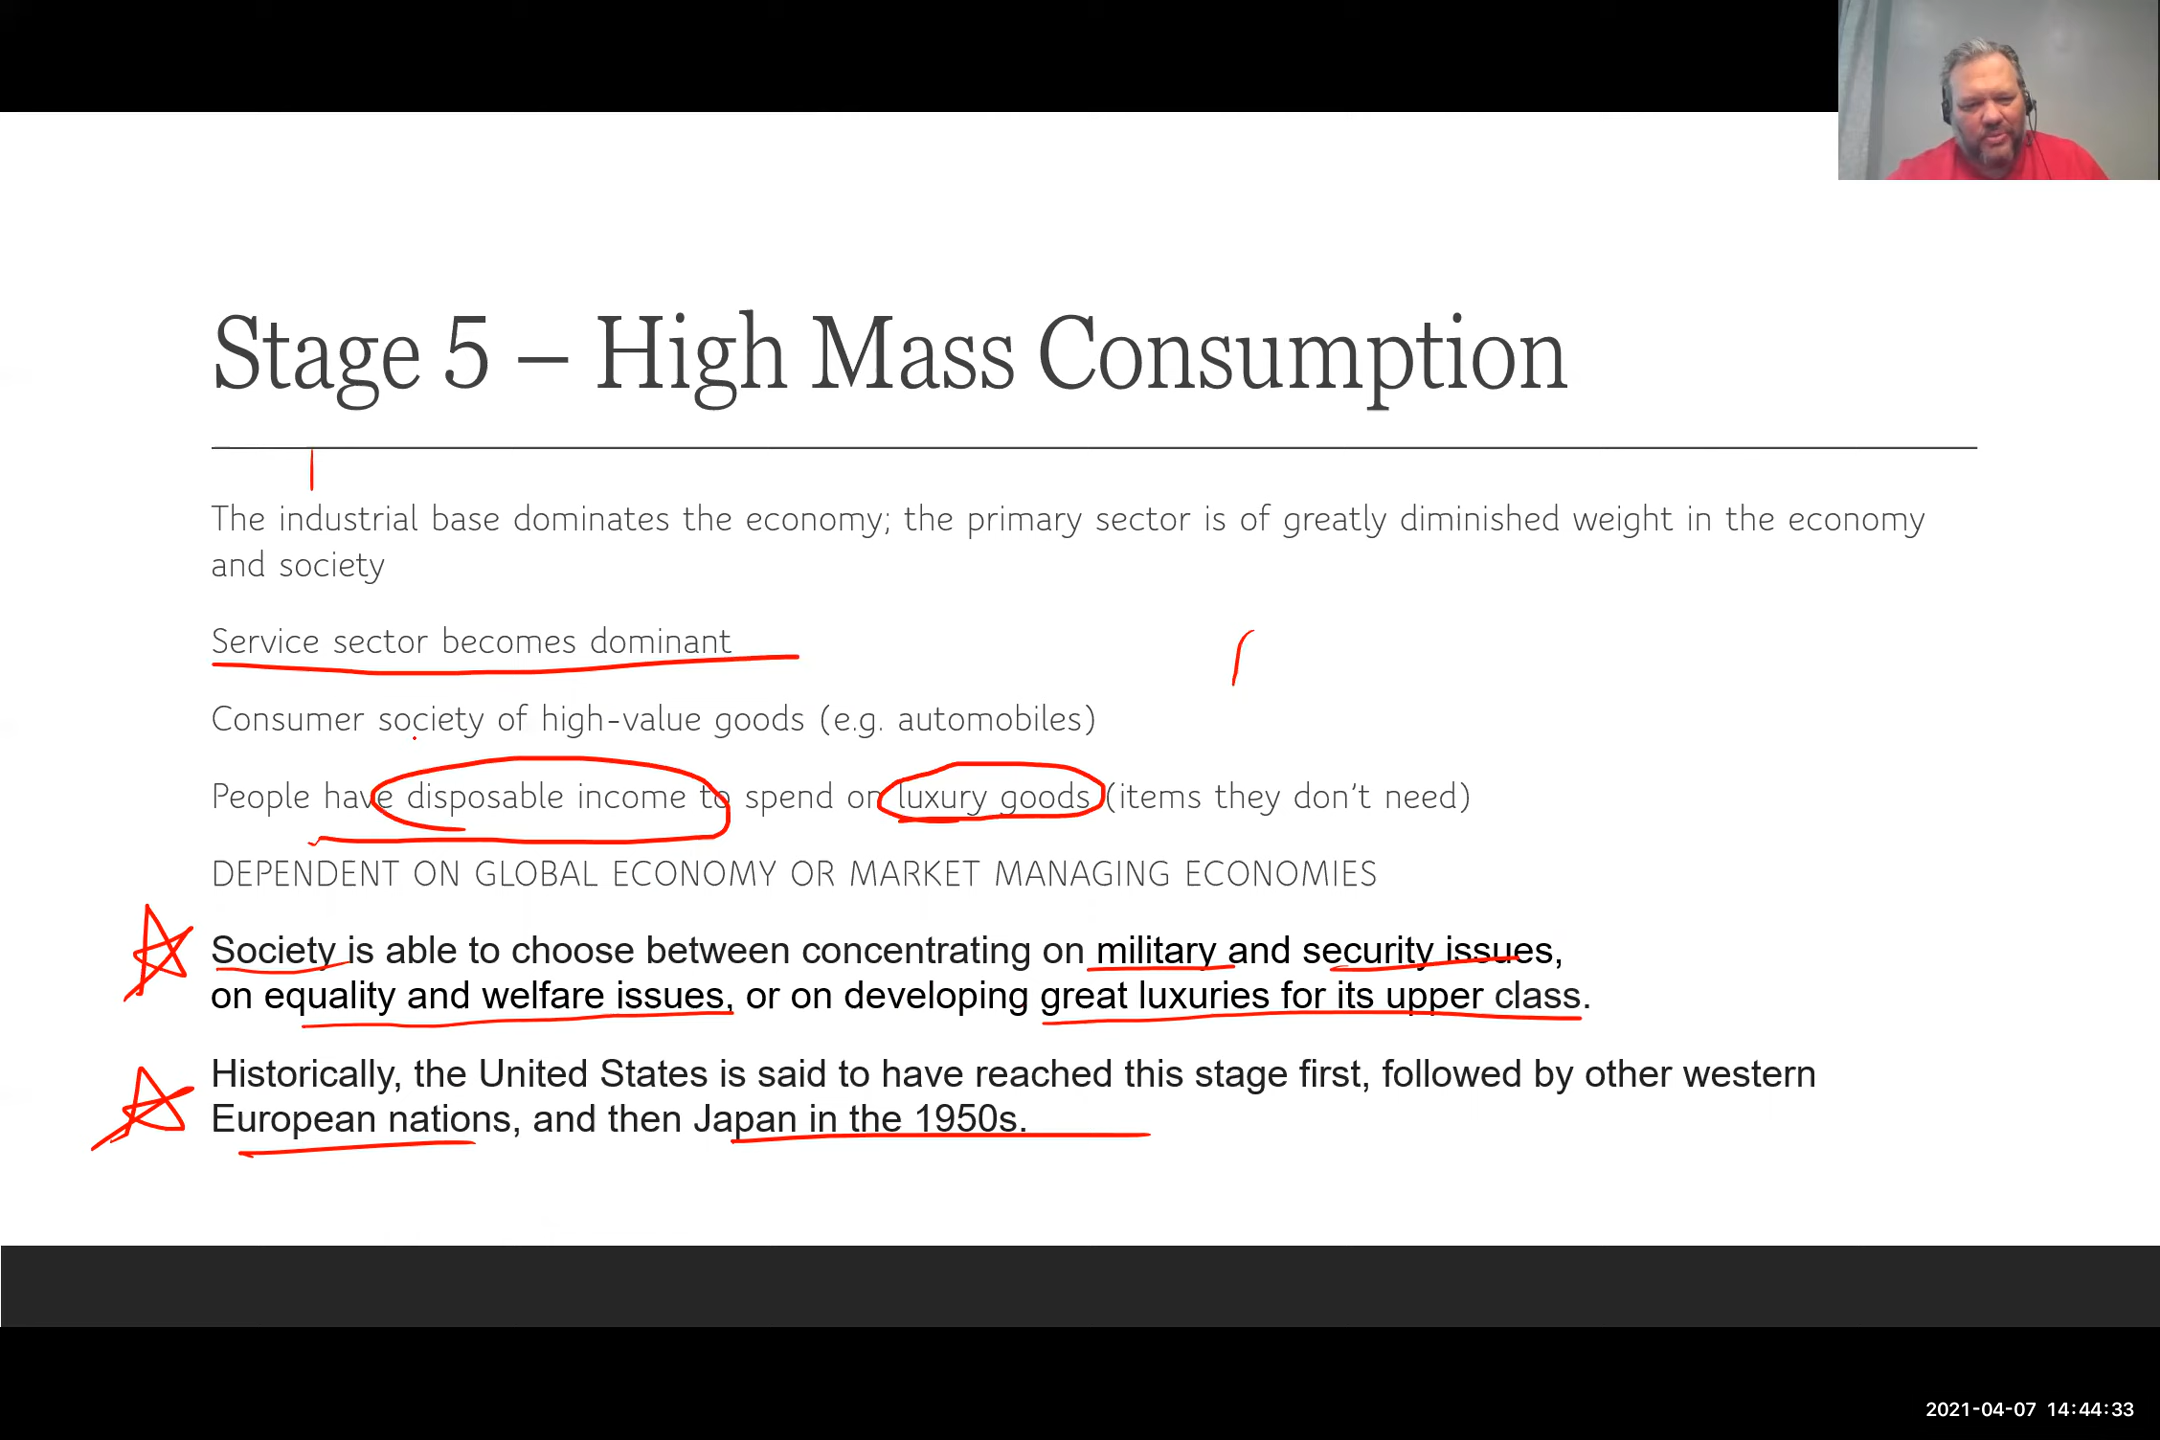 Stage 5 – High Mass Consumption
The industrial base dominates the economy; the primary sector is of greatly diminished weight in the economy
and society
Service sector becomes dominant
Consumer society of high-value goods (e.g. automobiles)
People have disposable income to spend on luxury goods (items they don't need)
DEPENDENT ON GLOBAL ECONOMY OR MARKET MANAGING ECONOMIES
Society is able to choose between concentrating on military and security issues,
on equality and welfare issues, or on developing great luxuries for its upper class.
Historically, the United States is said to have reached this stage first, followed by other western
European nations, and then Japan in the 1950s.
2021-04-07 14:44:33